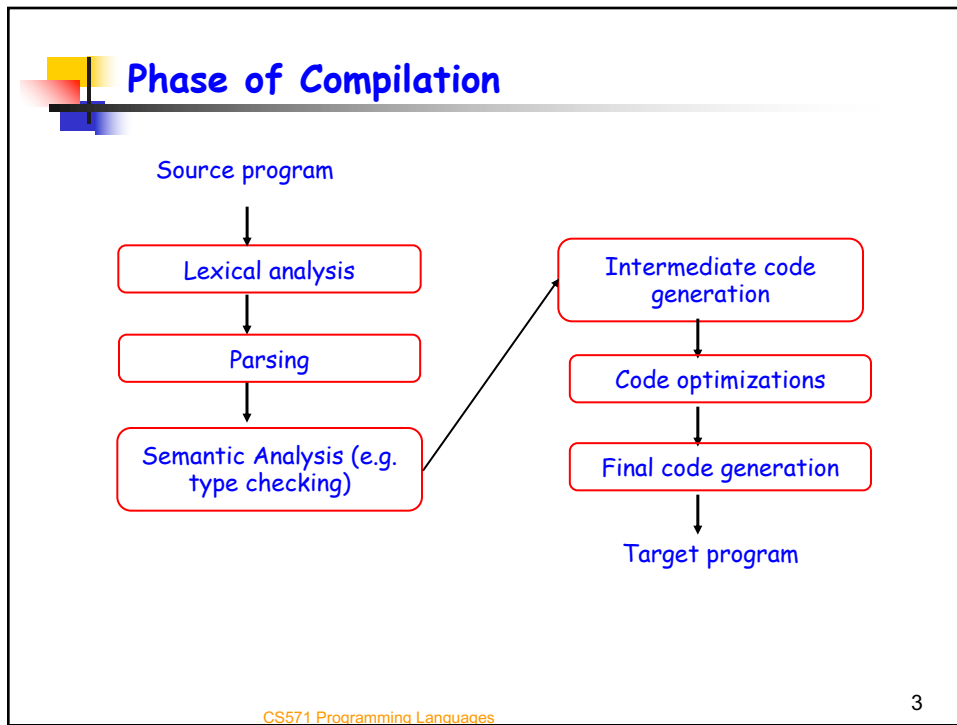 Phase of Compilation
Source program
Lexical analysis
Parsing
Semantic Analysis (e.g.
type checking)
Intermediate code
generation
Code optimizations
Final code generation
Target program
CS571 Programming Languages
3